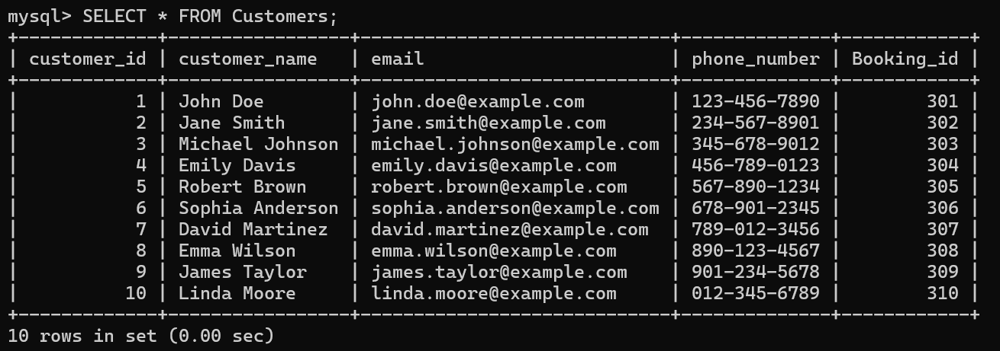 mysql> SELECT * FROM Customers;
+-------------+-----------------+-----------------------------+--------------+------------+
| customer_id | customer_name   | email                       | phone_number | Booking_id |
+-------------+-----------------+-----------------------------+--------------+------------+
|           1 | John Doe        | john.doe@example.com        | 123-456-7890 |        301 |
|           2 | Jane Smith      | jane.smith@example.com      | 234-567-8901 |        302 |
|           3 | Michael Johnson | michael.johnson@example.com | 345-678-9012 |        303 |
|           4 | Emily Davis     | emily.davis@example.com     | 456-789-0123 |        304 |
|           5 | Robert Brown    | robert.brown@example.com    | 567-890-1234 |        305 |
|           6 | Sophia Anderson | sophia.anderson@example.com | 678-901-2345 |        306 |
|           7 | David Martinez  | david.martinez@example.com  | 789-012-3456 |        307 |
|           8 | Emma Wilson     | emma.wilson@example.com     | 890-123-4567 |        308 |
|           9 | James Taylor    | james.taylor@example.com    | 901-234-5678 |        309 |
|          10 | Linda Moore     | linda.moore@example.com     | 012-345-6789 |        310 |
+-------------+-----------------+-----------------------------+--------------+------------+
10 rows in set (0.00 sec)